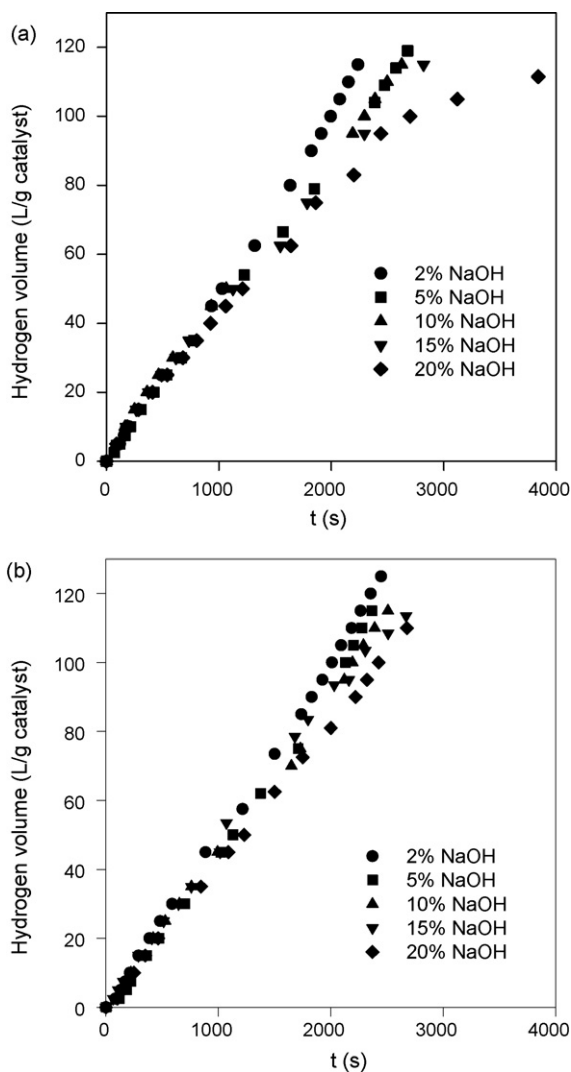 (a)
Hydrogen volume (L/g catalyst)
120
100
80
60
40
20
0
2% NaOH
5% NaOH
10% NaOH
15% NaOH
20% NaOH
0 1000 2000 3000 4000
t (s)
(b)
Hydrogen volume (L/g catalyst)
120
100
80
60
40
20
0
2% NaOH
5% NaOH
10% NaOH
15% NaOH
20% NaOH
0 1000 2000 3000 4000
t (s)